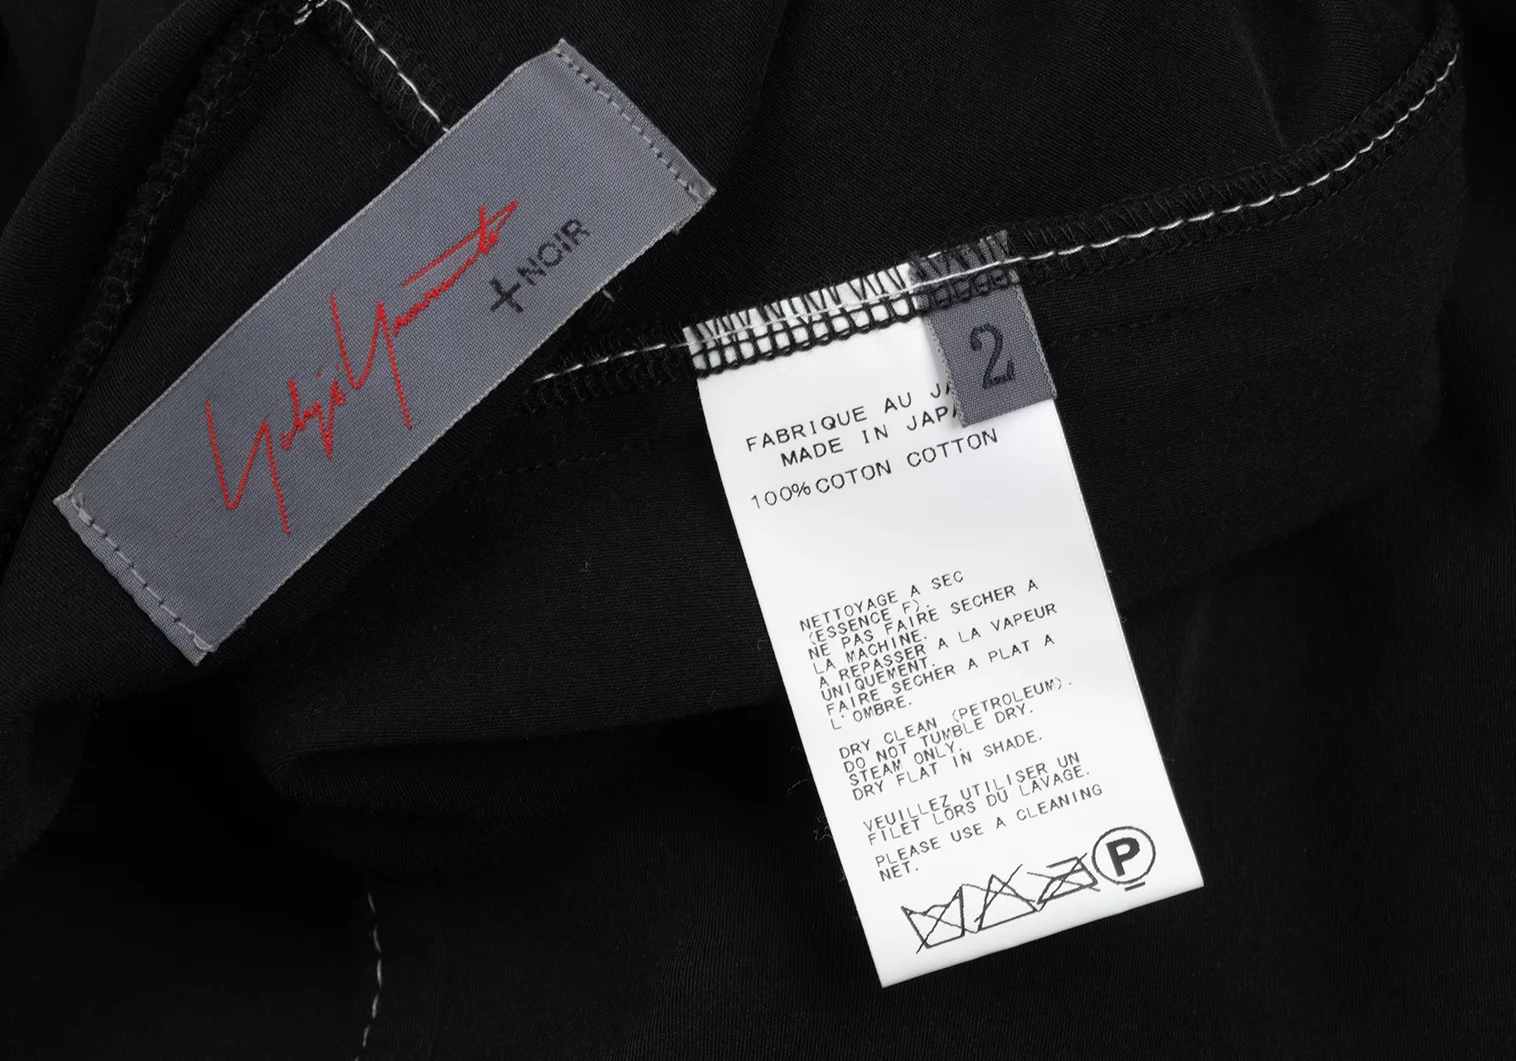 Yohji Yamamoto
+NOIR
2
FABRIQUE AU
MADE IN
100% COTON COTTON
NETTOYAGE A SEC
(ESSENCE F).
NE PAS FAIRE SECHER A
LA MACHINE.
A REPASSER A LA VAPEUR
UNIQUEMENT.
FAIRE SECHER A PLAT A
L'OMBRE.
DRY CLEAN (PETROLEUM).
DO NOT TUMBLE DRY.
STEAM ONLY.
DRY FLAT IN SHADE.
VEUILLEZ UTILISER UN
FILET LORS DU LAVAGE.
PLEASE USE A CLEANING
NET.
P